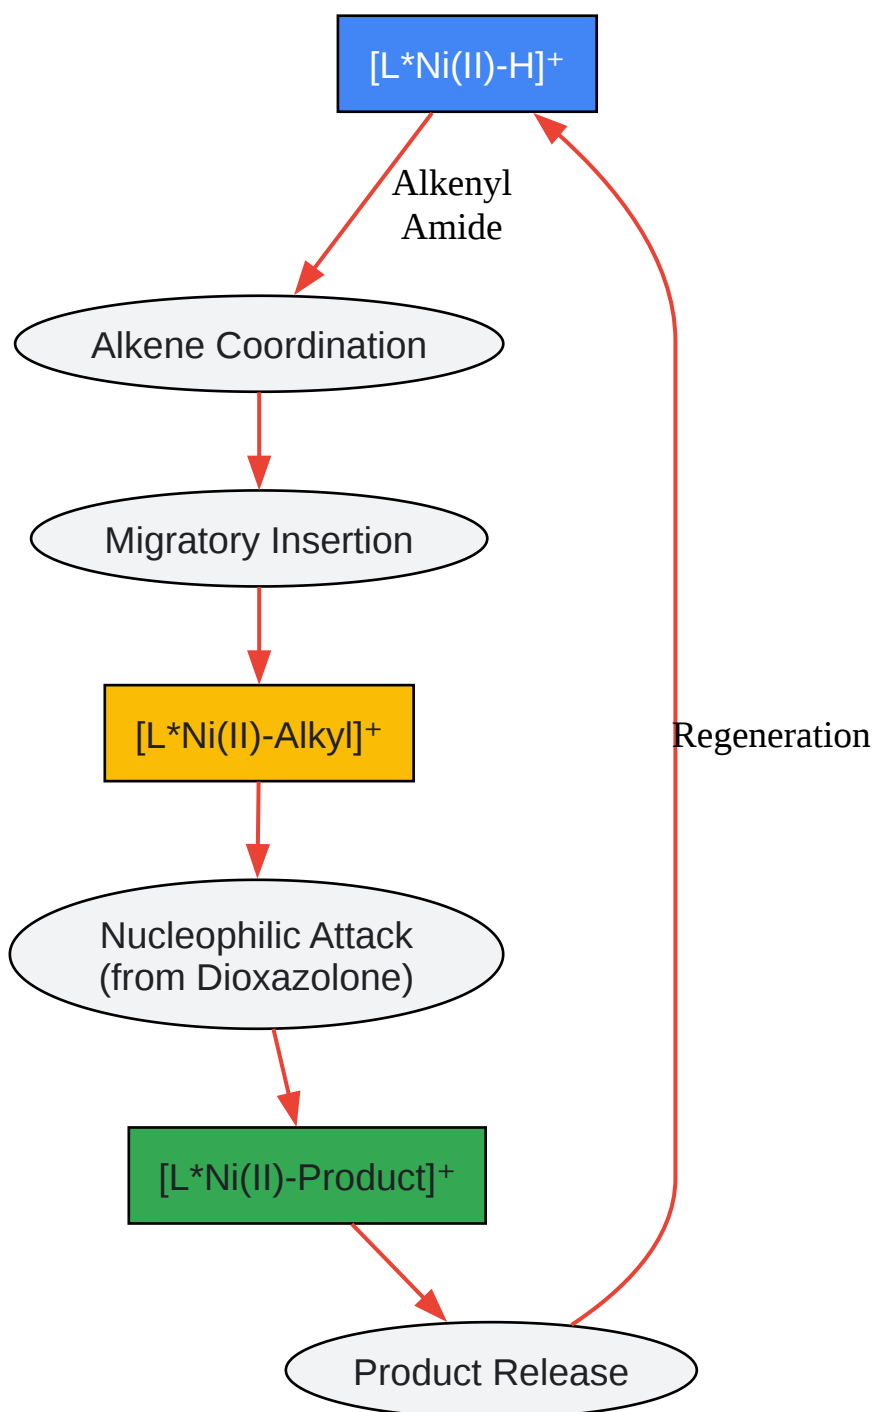 [L*Ni(II)-H]⁺
Alkenyl
Amide
Alkene Coordination
Migratory Insertion
[L*Ni(II)-Alkyl]⁺
Regeneration
Nucleophilic Attack
(from Dioxazolone)
[L*Ni(II)-Product]⁺
Product Release